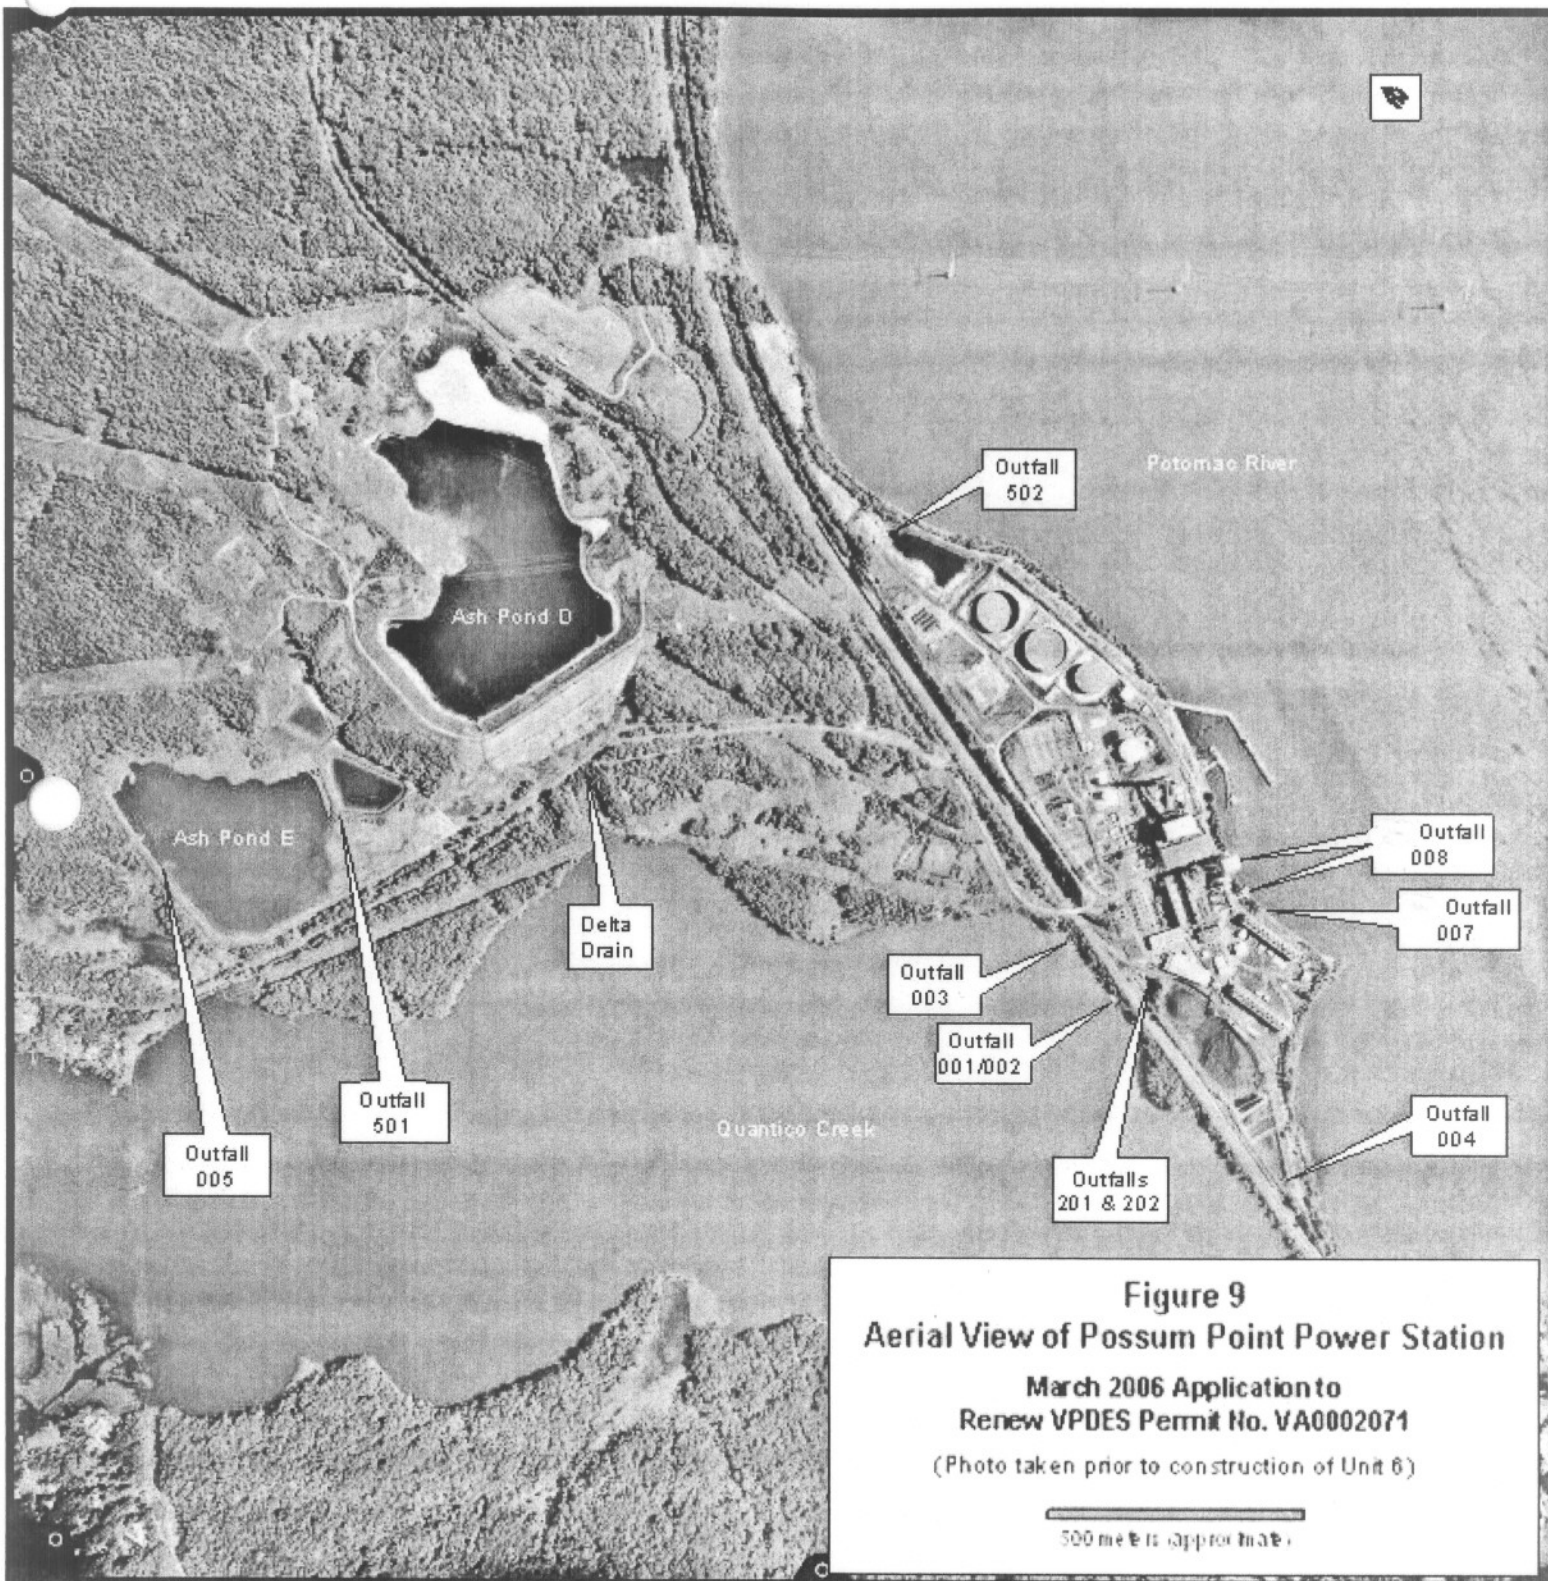 Outfall
502
Potomac River
Ash Pond D
Ash Pond E
Outfall
008
Outfall
007
Delta
Drain
Outfall
003
Outfall
001/002
Outfall
501
Outfall
005
Quantico Creek
Outfall
004
Outfalls
201 & 202
Figure 9
Aerial View of Possum Point Power Station
March 2006 Application to
Renew VPDES Permit No. VA0002071
(Photo taken prior to construction of Unit 6)
500 meters (approximate)